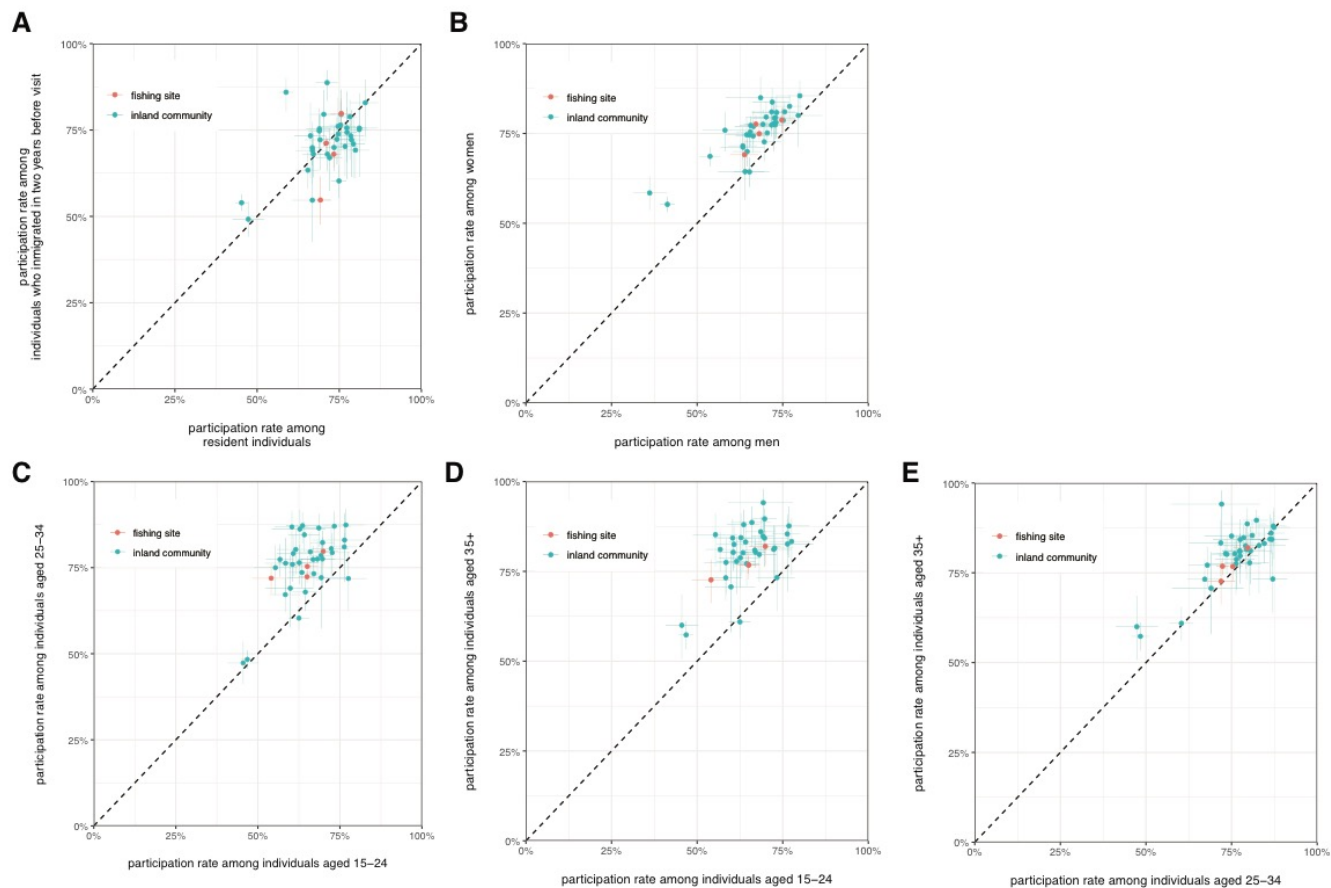 A
participation rate among
individuals who inmigrated in two years before visit
100%
75%
50%
25%
0%
fishing site
inland community
0%
25%
50%
75%
100%
participation rate among
resident individuals
B
participation rate among women
100%
75%
50%
25%
0%
fishing site
inland community
0%
25%
50%
75%
100%
participation rate among men
C
participation rate among individuals aged 25–34
100%
75%
50%
25%
0%
fishing site
inland community
0%
25%
50%
75%
100%
participation rate among individuals aged 15–24
D
participation rate among individuals aged 35+
100%
75%
50%
25%
0%
fishing site
inland community
0%
25%
50%
75%
100%
participation rate among individuals aged 15–24
E
participation rate among individuals aged 35+
100%
75%
50%
25%
0%
fishing site
inland community
0%
25%
50%
75%
100%
participation rate among individuals aged 25–34